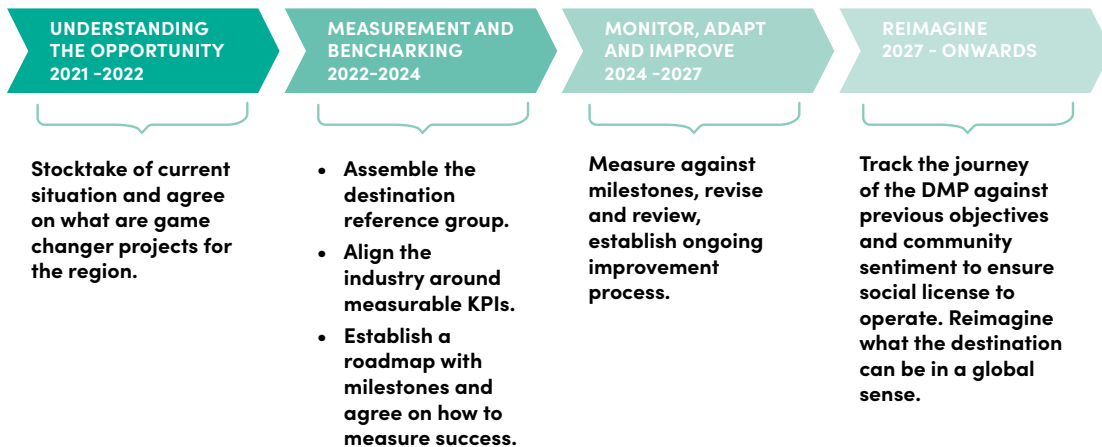 UNDERSTANDING
THE OPPORTUNITY
2021 -2022
Stocktake of current
situation and agree
on what are game
changer projects for
the region.
MEASUREMENT AND
BENCHARKING
2022-2024
• Assemble the
destination
reference group.
• Align the
industry around
measurable KPIs.
• Establish a
roadmap with
milestones and
agree on how to
measure success.
MONITOR, ADAPT
AND IMPROVE
2024 -2027
Measure against
milestones, revise
and review,
establish ongoing
improvement
process.
REIMAGINE
2027 - ONWARDS
Track the journey
of the DMP against
previous objectives
and community
sentiment to ensure
social license to
operate. Reimagine
what the destination
can be in a global
sense.